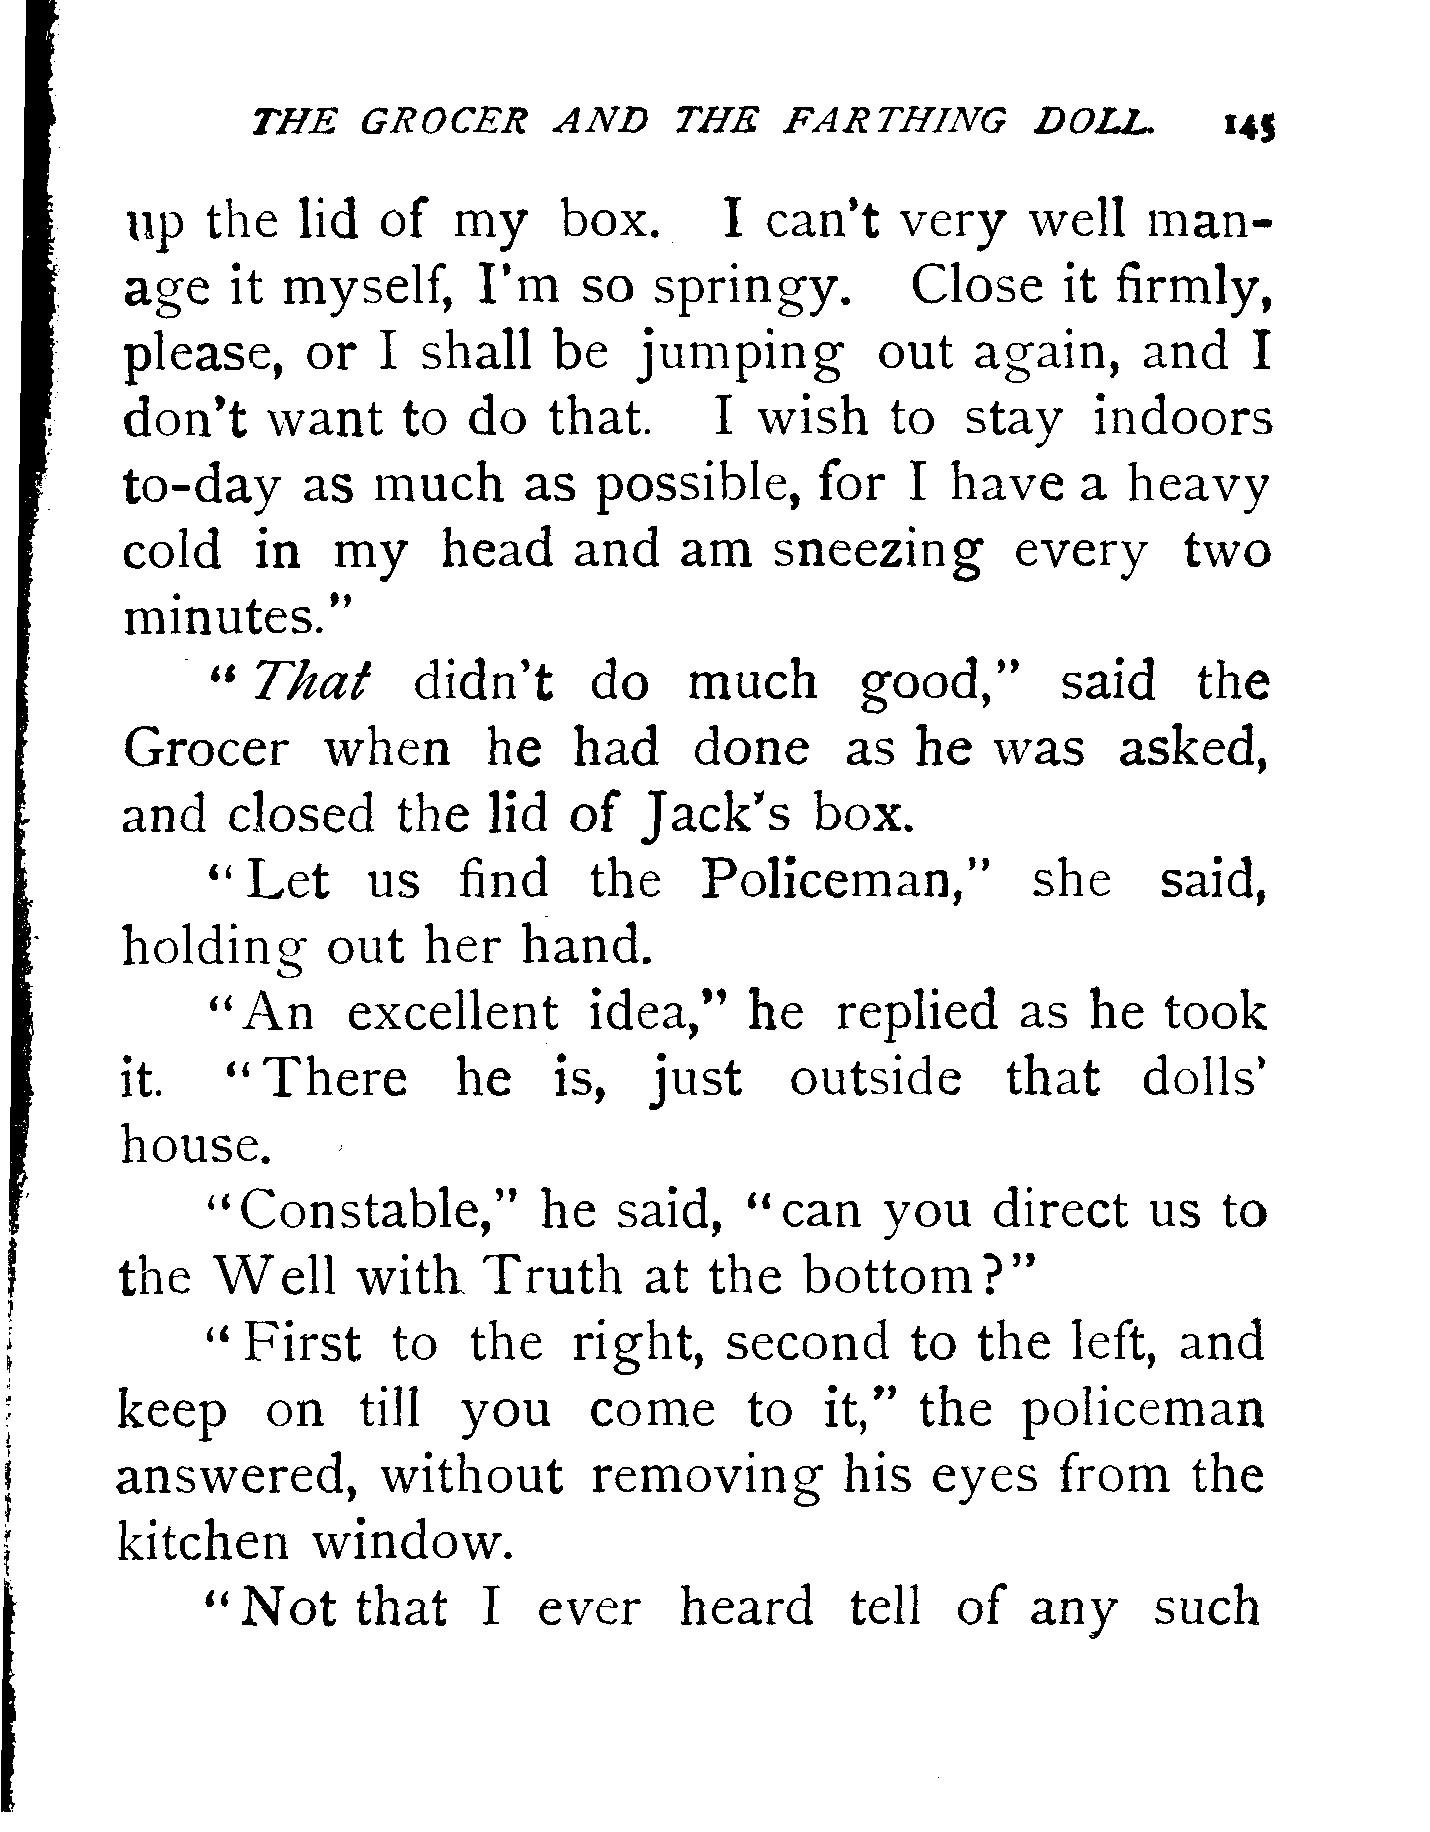 THE GROCER AND THE FARTHING DOLL. 145
up the lid of my box. I can't very well man-
age it myself, I'm so springy. Close it firmly,
please, or I shall be jumping out again, and I
don't want to do that. I wish to stay indoors
to-day as much as possible, for I have a heavy
cold in my head and am sneezing every two
minutes."
"That didn't do much good," said the
Grocer when he had done as he was asked,
and closed the lid of Jack's box.
"Let us find the Policeman," she said,
holding out her hand.
"An excellent idea," he replied as he took
it. "There he is, just outside that dolls'
house.
"Constable," he said, "can you direct us to
the Well with Truth at the bottom?"
"First to the right, second to the left, and
keep on till you come to it," the policeman
answered, without removing his eyes from the
kitchen window.
"Not that I ever heard tell of any such